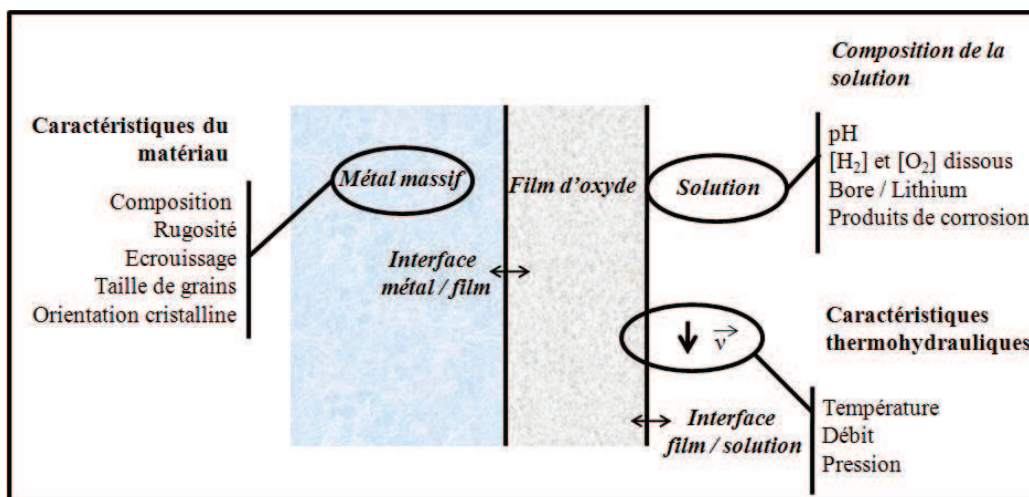 Composition de la
solution
Caractéristiques du
matériau
Composition
Rugosité
Ecrouissage
Taille de grains
Orientation cristalline
Métal massif
Film d'oxyde
Solution
pH
[H₂] et [O₂] dissous
Bore / Lithium
Produits de corrosion
Interface
métal / film
v
Caractéristiques
thermohydrauliques
Interface
film / solution
Température
Débit
Pression